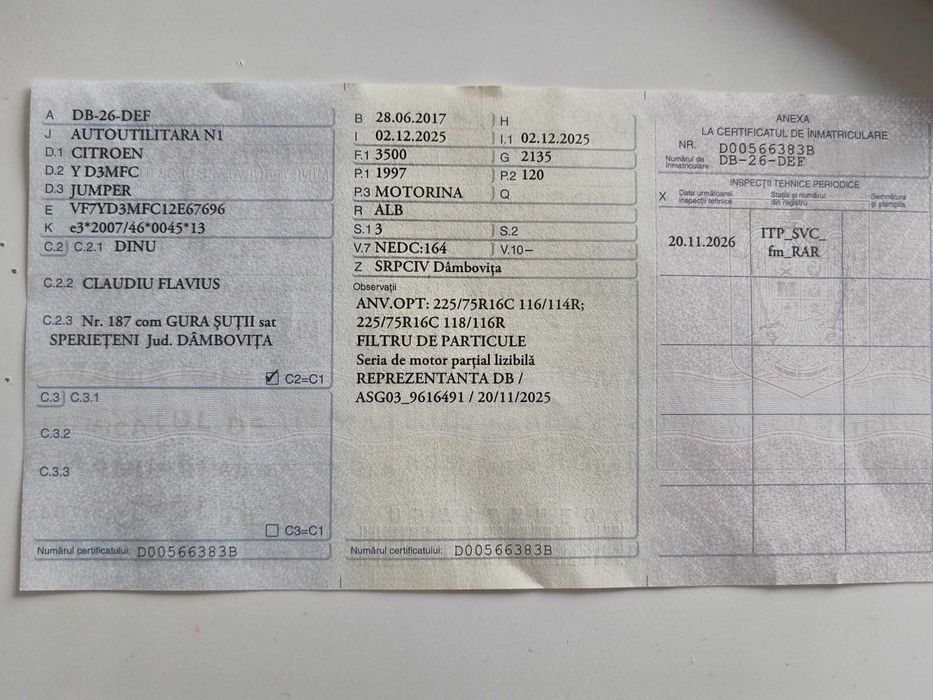 A DB-26-DEF
J AUTOUTILITARA N1
D.1 CITROEN
D.2 Y D3MFC
D.3 JUMPER
E VF7YD3MFC12E67696
K e3*2007/46*0045*13
C.2 C.2.1 DINU
C.2.2 CLAUDIU FLAVIUS
C.2.3 Nr. 187 com GURA ȘUȚII sat
SPERIEȚENI Jud. DÂMBOVIȚA
C2=C1
C.3 C.3.1
C.3.2
C.3.3
C3=C1
Numărul certificatului: D00566383B
B 28.06.2017 H
I 02.12.2025 I.1 02.12.2025
F.1 3500 G 2135
P.1 1997 P.2 120
P.3 MOTORINA Q
R ALB
S.1 3 S.2
V.7 NEDC:164 V.10 –
Z SRPCIV Dâmbovița
Observații
ANV.OPT: 225/75R16C 116/114R;
225/75R16C 118/116R
FILTRU DE PARTICULE
Seria de motor parțial lizibilă
REPREZENTANTA DB /
ASG03_9616491 / 20/11/2025
Numărul certificatului: D00566383B
ANEXA
LA CERTIFICATUL DE ÎNMATRICULARE
NR. D00566383B
Numărul de
înmatriculare DB-26-DEF
INSPECȚII TEHNICE PERIODICE
X Data următoarei inspecții tehnice Stația și numărul din registru Semnătura și ștampila
20.11.2026 ITP_SVC_
fm_RAR